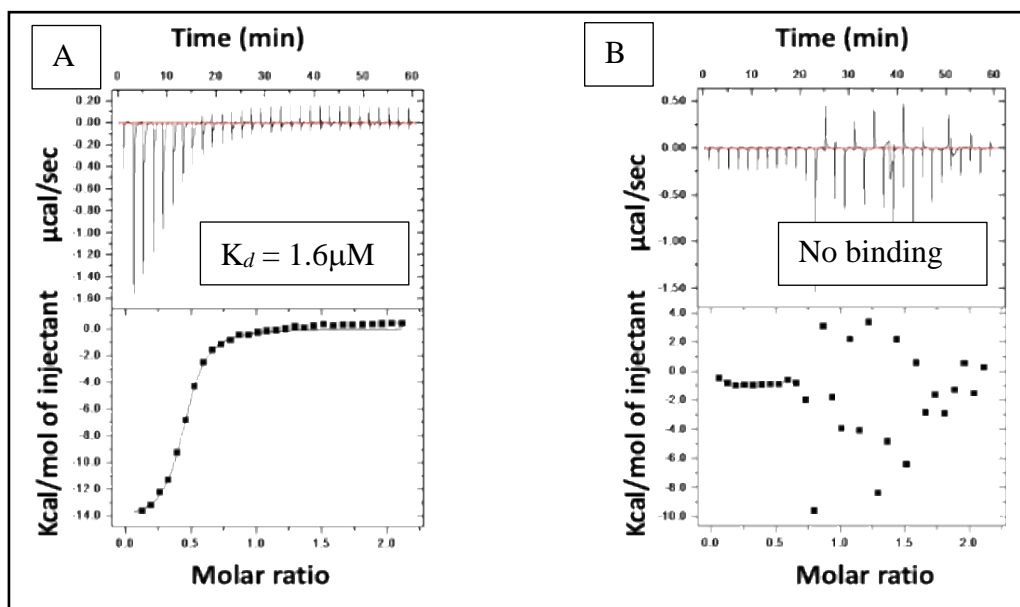 A
Time (min)
0 10 20 30 40 50 60
0.20
0.00
-0.20
-0.40
-0.60
-0.80
-1.00
-1.20
-1.40
-1.60
µcal/sec
Kd = 1.6µM
0.0
-2.0
-4.0
-6.0
-8.0
-10.0
-12.0
-14.0
Kcal/mol of injectant
0.0 0.5 1.0 1.5 2.0
Molar ratio
B
Time (min)
0 10 20 30 40 50 60
0.50
0.00
-0.50
-1.00
-1.50
µcal/sec
No binding
4.0
2.0
0.0
-2.0
-4.0
-6.0
-8.0
-10.0
Kcal/mol of injectant
0.0 0.5 1.0 1.5 2.0
Molar ratio